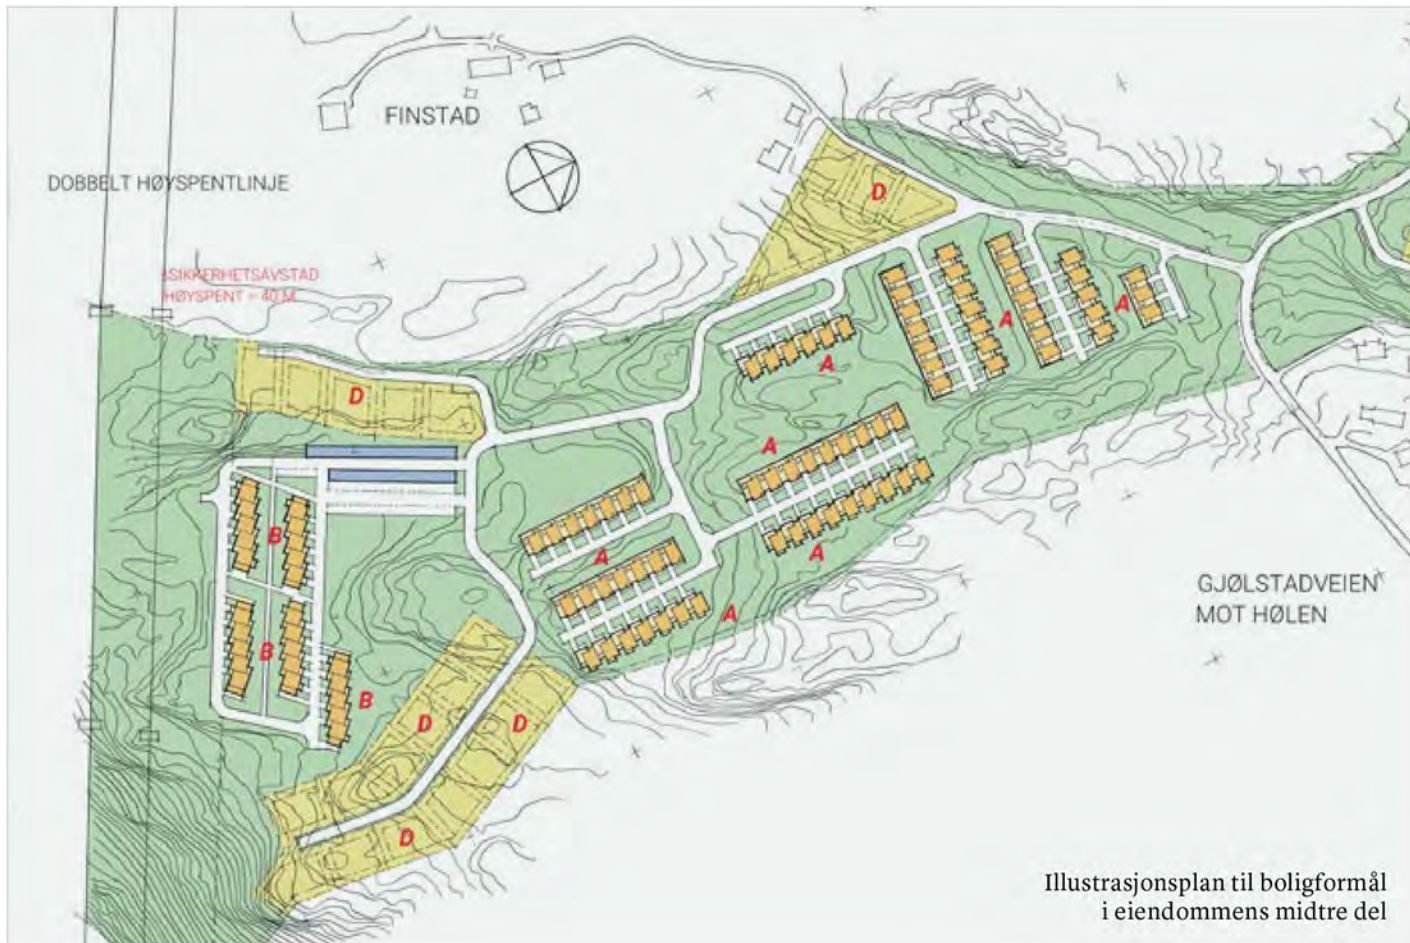 FINSTAD
DOBBELT HØYSPENTLINJE
D
SIKKERHETSAVSTAD
HØYSPENT = 40 M
A
A
A
D
A
A
B
A
GJØLSTADVEIEN
MOT HØLEN
A
B
B
D
D
D
Illustrasjonsplan til boligformål
i eiendommens midtre del